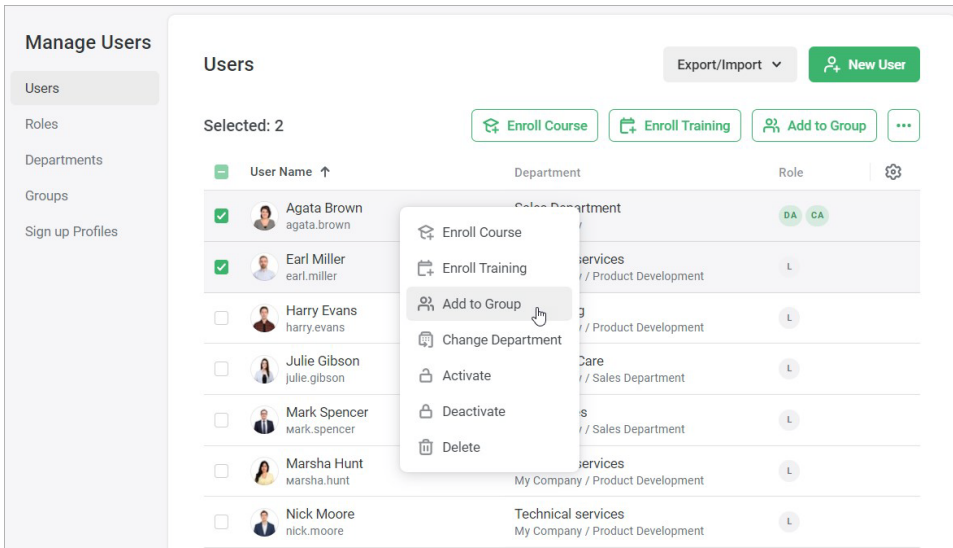 Manage Users
Users
Roles
Departments
Groups
Sign up Profiles
Users
Export/Import
New User
Selected: 2
Enroll Course
Enroll Training
Add to Group
User Name
Department
Role
Agata Brown
agata.brown
Sales Department
DA CA
Earl Miller
earl.miller
services
/ Product Development
L
Harry Evans
harry.evans
g
/ Product Development
L
Julie Gibson
julie.gibson
Care
/ Sales Department
L
Mark Spencer
мark.spencer
s
/ Sales Department
L
Marsha Hunt
мarsha.hunt
services
My Company / Product Development
L
Nick Moore
nick.moore
Technical services
My Company / Product Development
L
Enroll Course
Enroll Training
Add to Group
Change Department
Activate
Deactivate
Delete